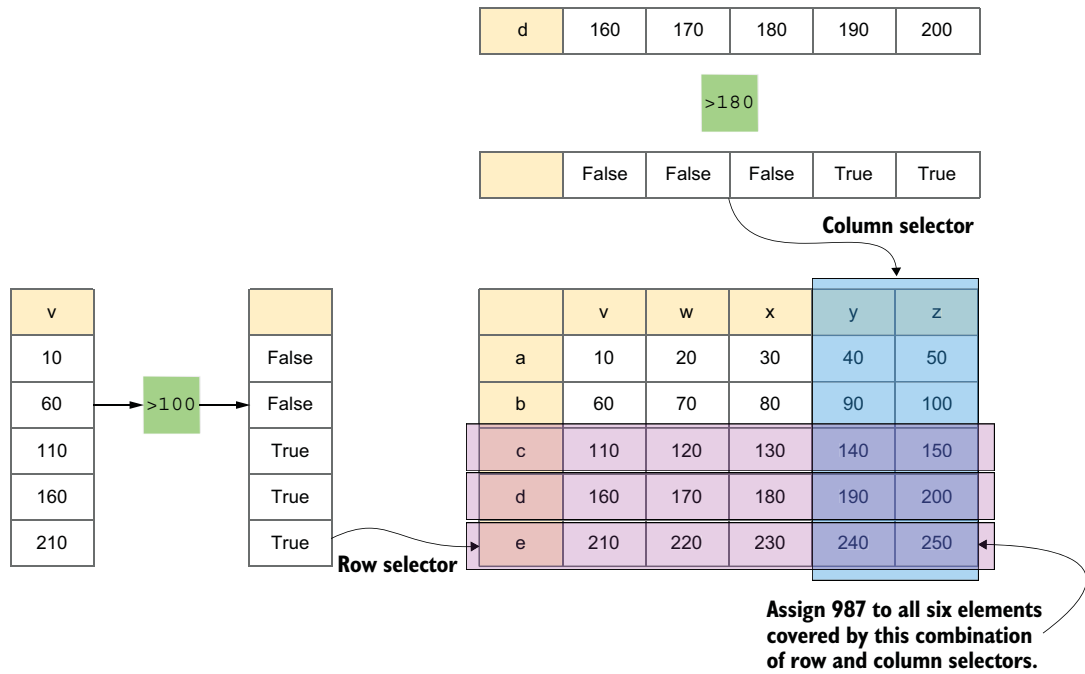 d 160 170 180 190 200
>180
False False False True True
Column selector
v
10
60
110
160
210
>100
False
False
True
True
True
Row selector
v w x y z
a 10 20 30 40 50
b 60 70 80 90 100
c 110 120 130 140 150
d 160 170 180 190 200
e 210 220 230 240 250
Assign 987 to all six elements
covered by this combination
of row and column selectors.